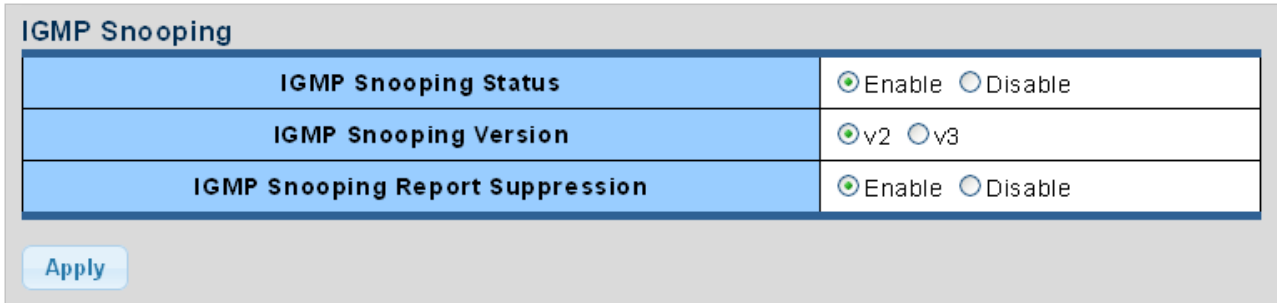 IGMP Snooping
IGMP Snooping Status Enable Disable
IGMP Snooping Version v2 v3
IGMP Snooping Report Suppression Enable Disable
Apply